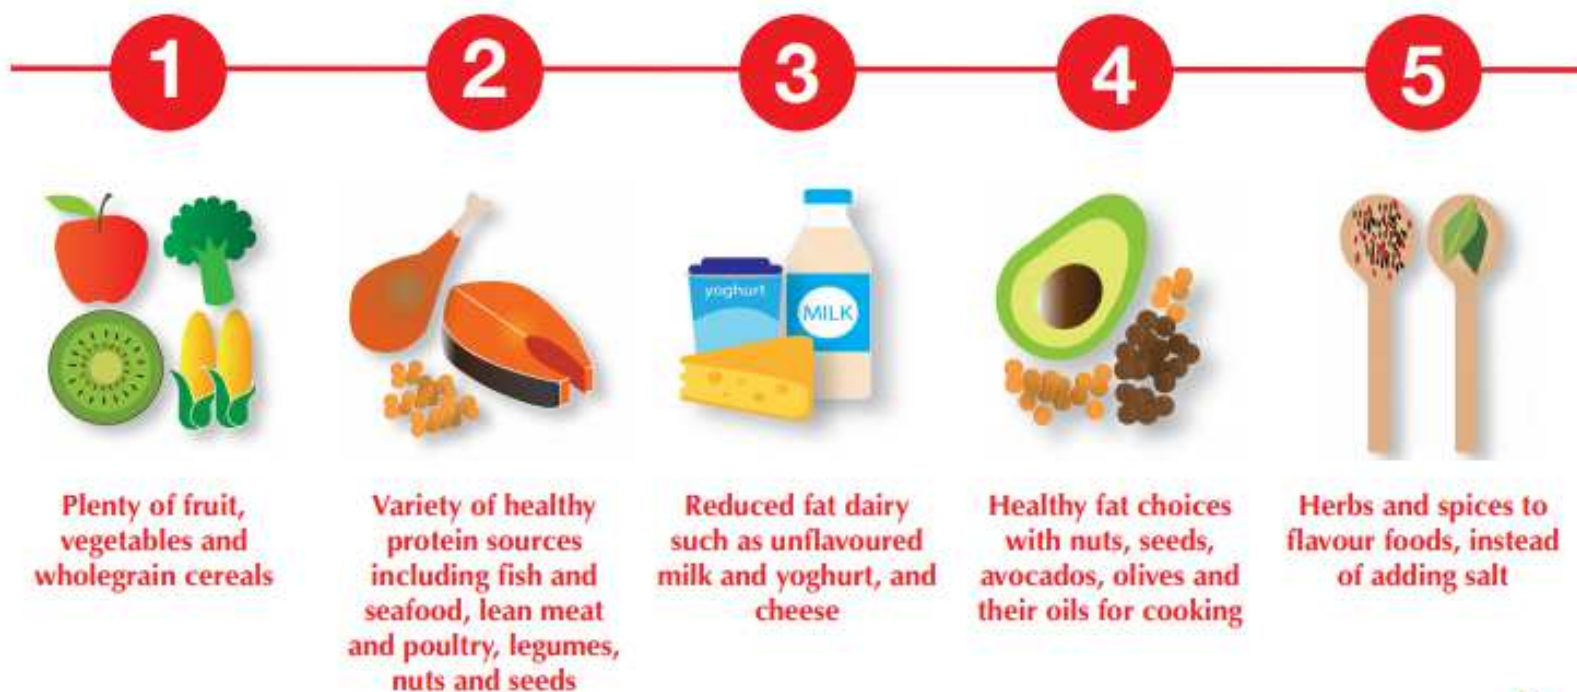 1
2
3
4
5
yoghurt
MILK
Plenty of fruit,
vegetables and
wholegrain cereals
Variety of healthy
protein sources
including fish and
seafood, lean meat
and poultry, legumes,
nuts and seeds
Reduced fat dairy
such as unflavoured
milk and yoghurt, and
cheese
Healthy fat choices
with nuts, seeds,
avocados, olives and
their oils for cooking
Herbs and spices to
flavour foods, instead
of adding salt